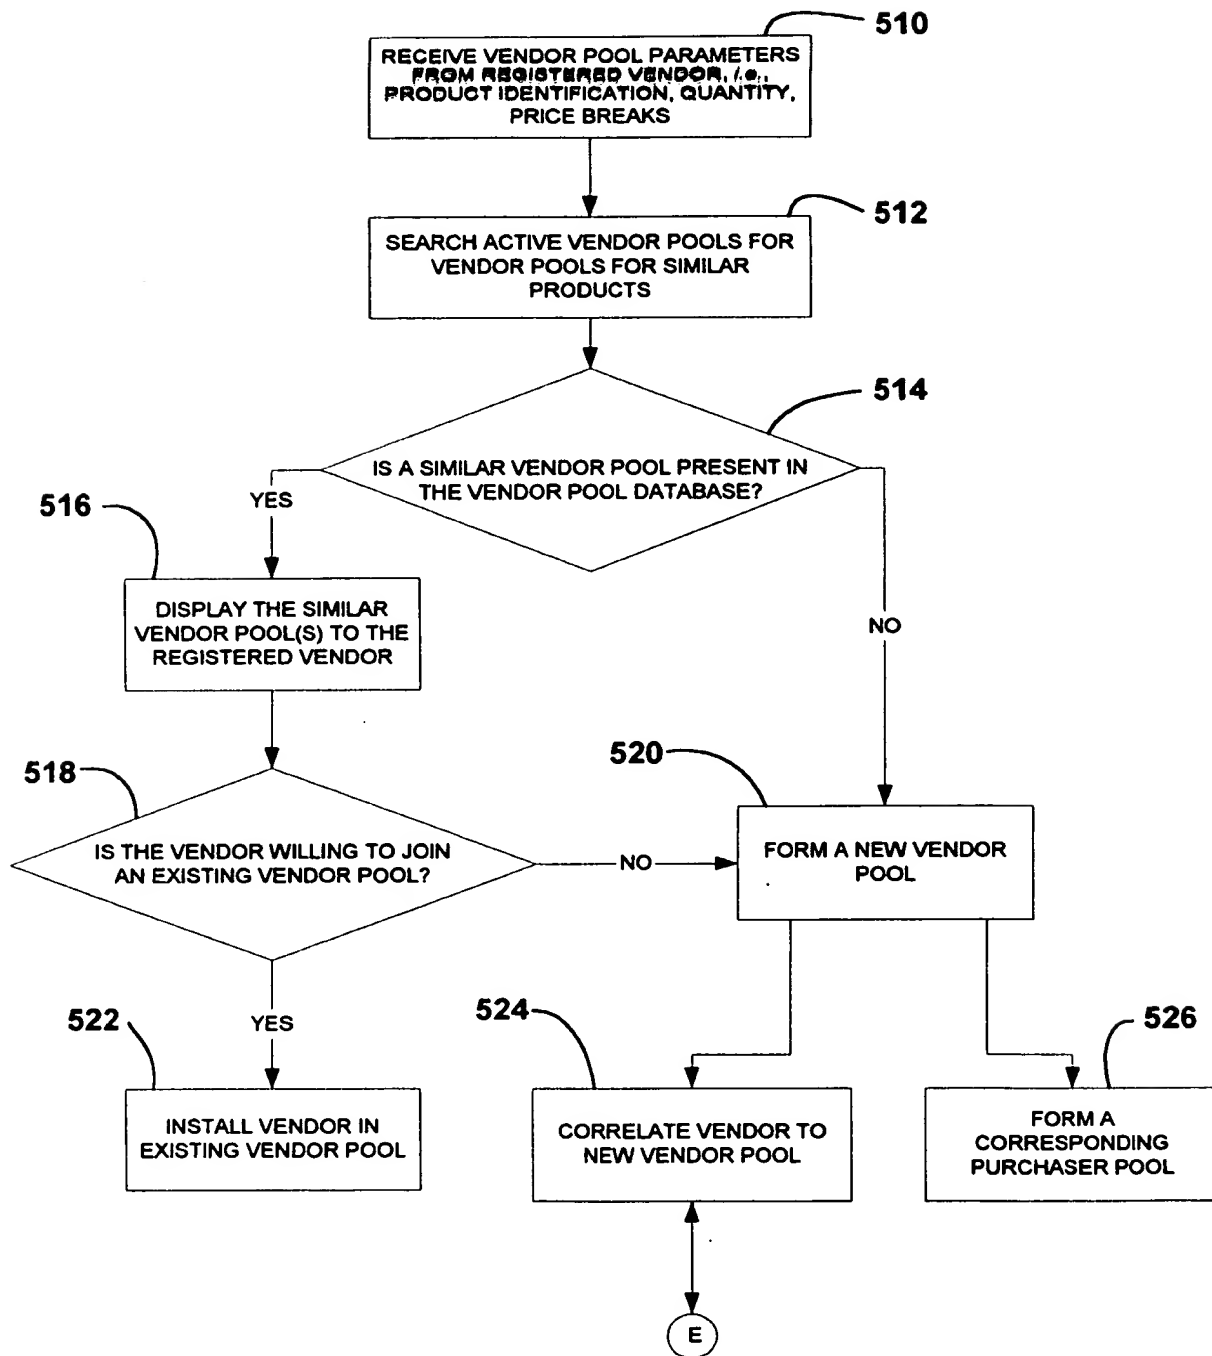 510
RECEIVE VENDOR POOL PARAMETERS
FROM REGISTERED VENDOR, i.e.,
PRODUCT IDENTIFICATION, QUANTITY,
PRICE BREAKS
512
SEARCH ACTIVE VENDOR POOLS FOR
VENDOR POOLS FOR SIMILAR
PRODUCTS
514
IS A SIMILAR VENDOR POOL PRESENT IN
THE VENDOR POOL DATABASE?
YES
516
DISPLAY THE SIMILAR
VENDOR POOL(S) TO THE
REGISTERED VENDOR
NO
518
IS THE VENDOR WILLING TO JOIN
AN EXISTING VENDOR POOL?
NO
520
FORM A NEW VENDOR
POOL
YES
522
INSTALL VENDOR IN
EXISTING VENDOR POOL
524
CORRELATE VENDOR TO
NEW VENDOR POOL
526
FORM A
CORRESPONDING
PURCHASER POOL
E